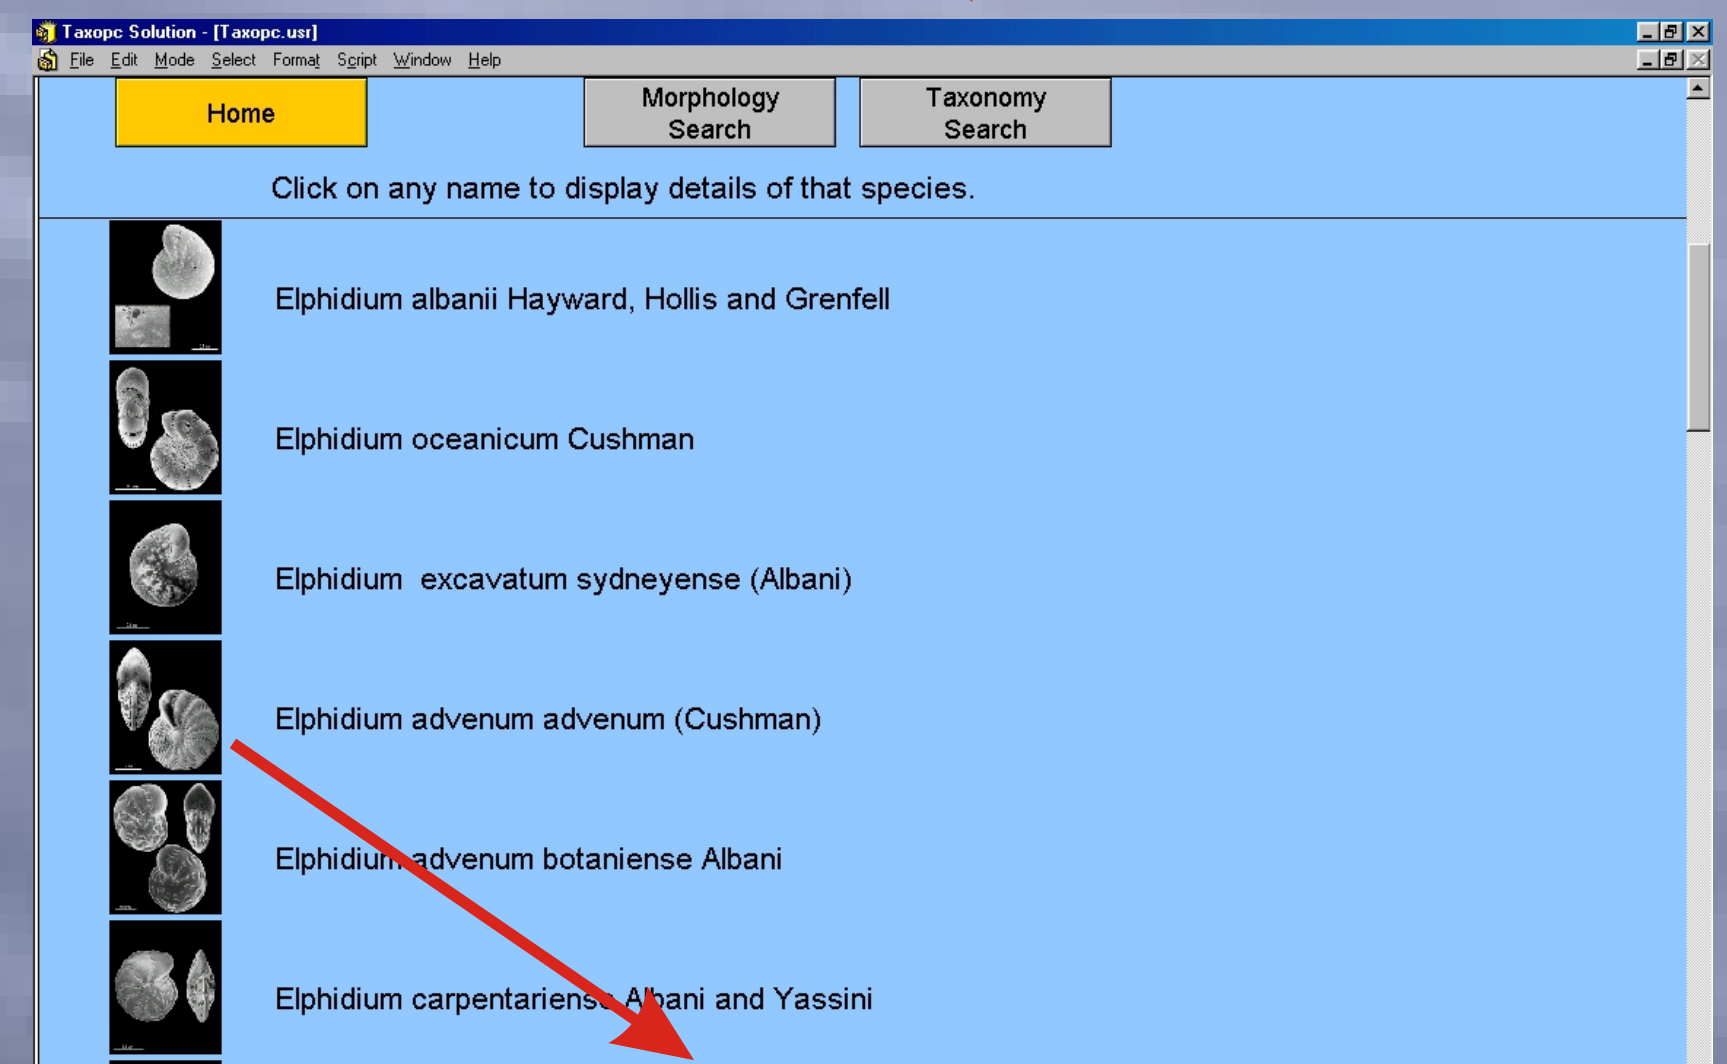 Taxopc Solution - [Taxopc.usr]
File Edit Mode Select Format Script Window Help
Home
Morphology
Search
Taxonomy
Search
Click on any name to display details of that species.
Elphidium albanii Hayward, Hollis and Grenfell
Elphidium oceanicum Cushman
Elphidium  excavatum sydneyense (Albani)
Elphidium advenum advenum (Cushman)
Elphidium advenum botaniense Albani
Elphidium carpentariense Albani and Yassini